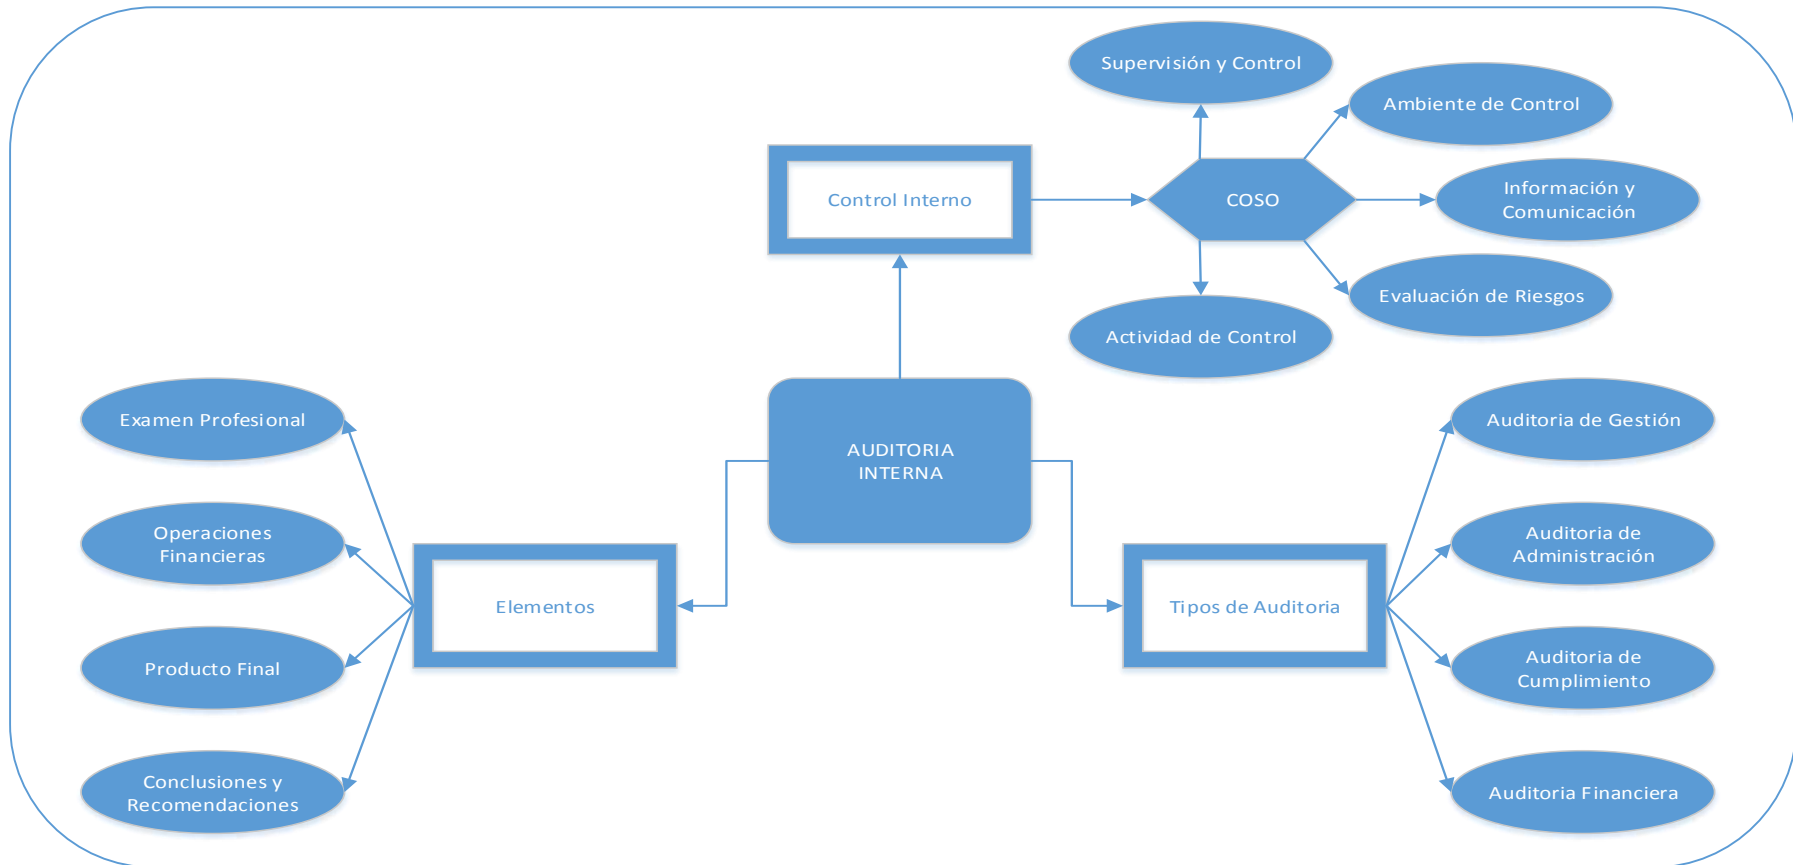 Supervisión y Control
Ambiente de Control
Control Interno
COSO
Información y
Comunicación
Evaluación de Riesgos
Actividad de Control
AUDITORIA
INTERNA
Examen Profesional
Operaciones
Financieras
Elementos
Producto Final
Conclusiones y
Recomendaciones
Tipos de Auditoria
Auditoria de Gestión
Auditoria de
Administración
Auditoria de
Cumplimiento
Auditoria Financiera